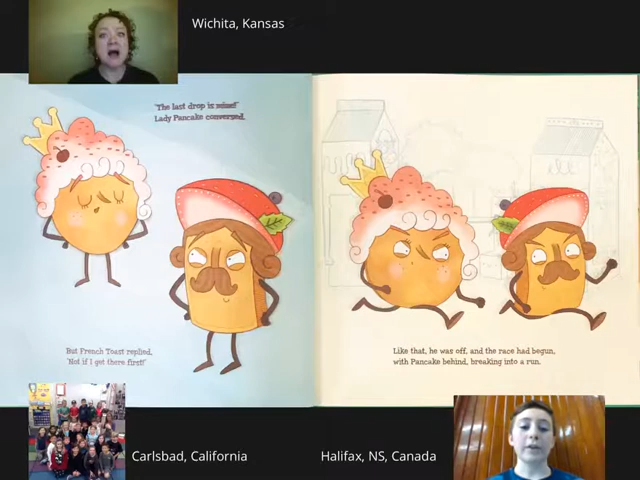 Wichita, Kansas
"The last drop is mine!"
Lady Pancake conversed.
But French Toast replied,
"Not if I get there first!"
Like that, he was off, and the race had begun,
with Pancake behind, breaking into a run.
Carlsbad, California
Halifax, NS, Canada